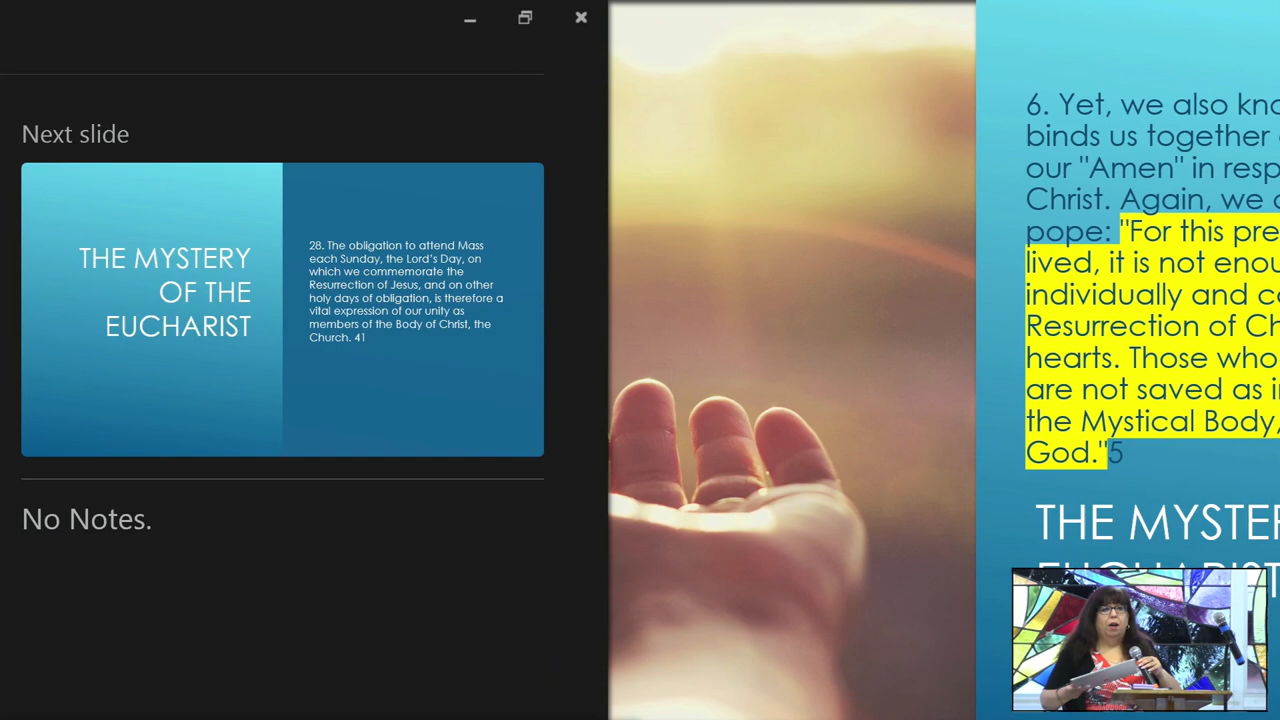 Next slide
THE MYSTERY
OF THE
EUCHARIST
28. The obligation to attend Mass
each Sunday, the Lord's Day, on
which we commemorate the
Resurrection of Jesus, and on other
holy days of obligation, is therefore a
vital expression of our unity as
members of the Body of Christ, the
Church. 41
No Notes.
6. Yet, we also kno
binds us together
our "Amen" in resp
Christ. Again, we
pope: "For this pre
lived, it is not enou
individually and co
Resurrection of Ch
hearts. Those who
are not saved as i
the Mystical Body,
God."5
THE MYSTER